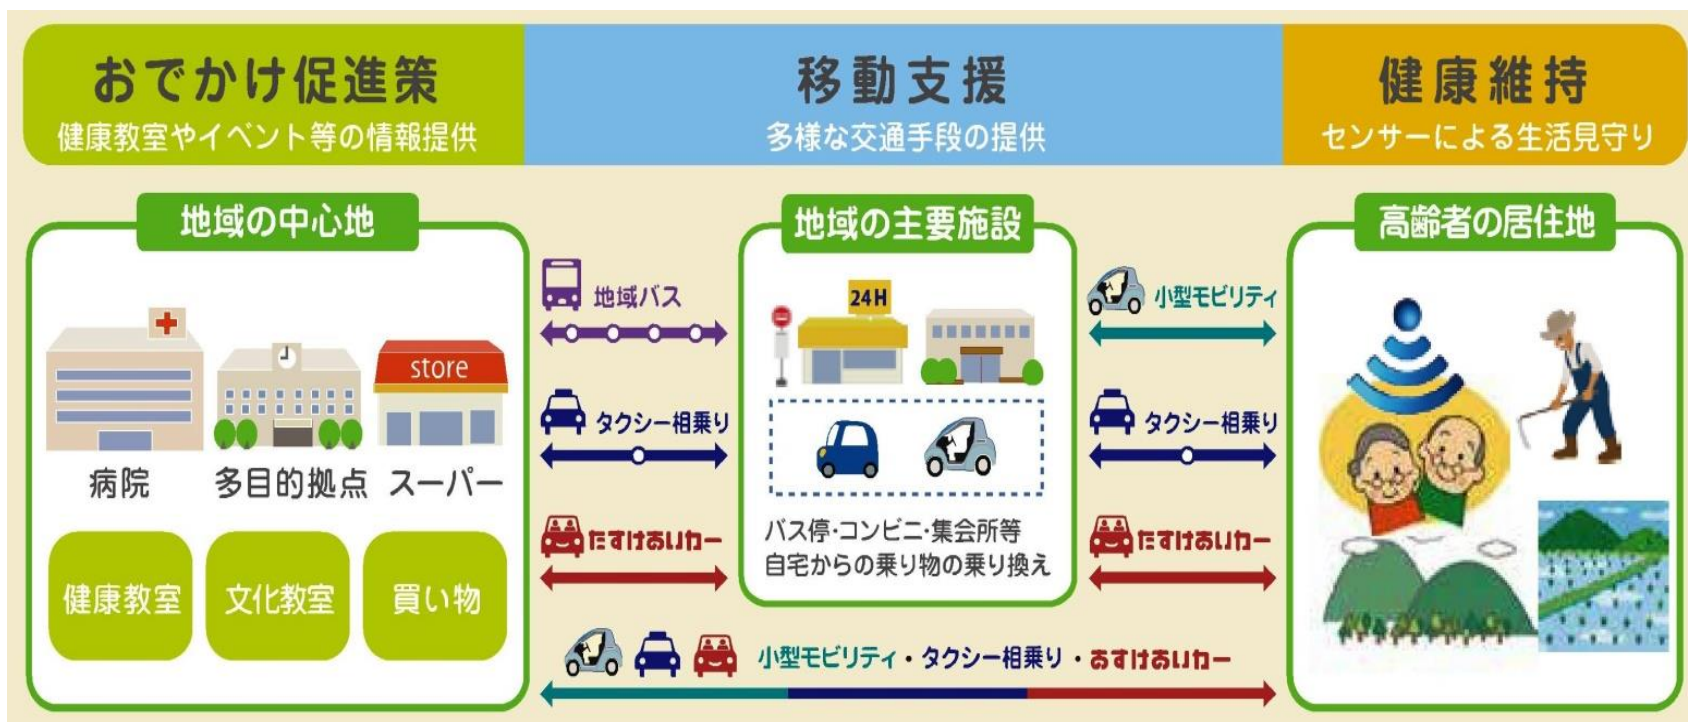 おでかけ促進策
健康教室やイベント等の情報提供
移動支援
多様な交通手段の提供
健康維持
センサーによる生活見守り
地域の中心地
store
病院
多目的拠点
スーパー
健康教室
文化教室
買い物
地域バス
タクシー相乗り
たすけあいカー
地域の主要施設
24H
バス停・コンビニ・集会所等
自宅からの乗り物の乗り換え
小型モビリティ
タクシー相乗り
たすけあいカー
小型モビリティ・タクシー相乗り・おすけあいカー
高齢者の居住地